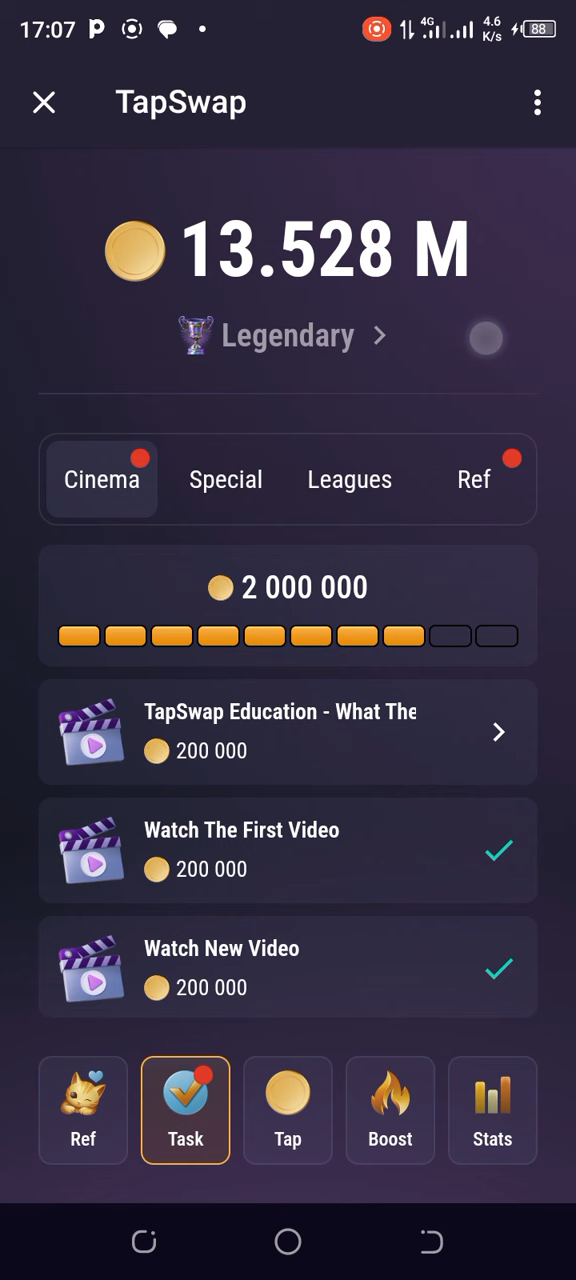 17:07
4G
4.6
K/s
88
TapSwap
13.528 M
Legendary
Cinema Special Leagues Ref
2 000 000
TapSwap Education - What The
200 000
Watch The First Video
200 000
Watch New Video
200 000
Ref Task Tap Boost Stats